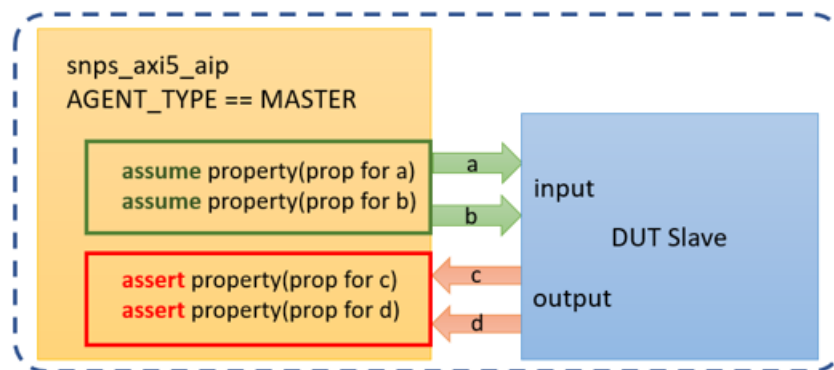 snps_axi5_aip
AGENT_TYPE == MASTER
assume property(prop for a)
assume property(prop for b)
a
b
input
DUT Slave
assert property(prop for c)
assert property(prop for d)
c
d
output